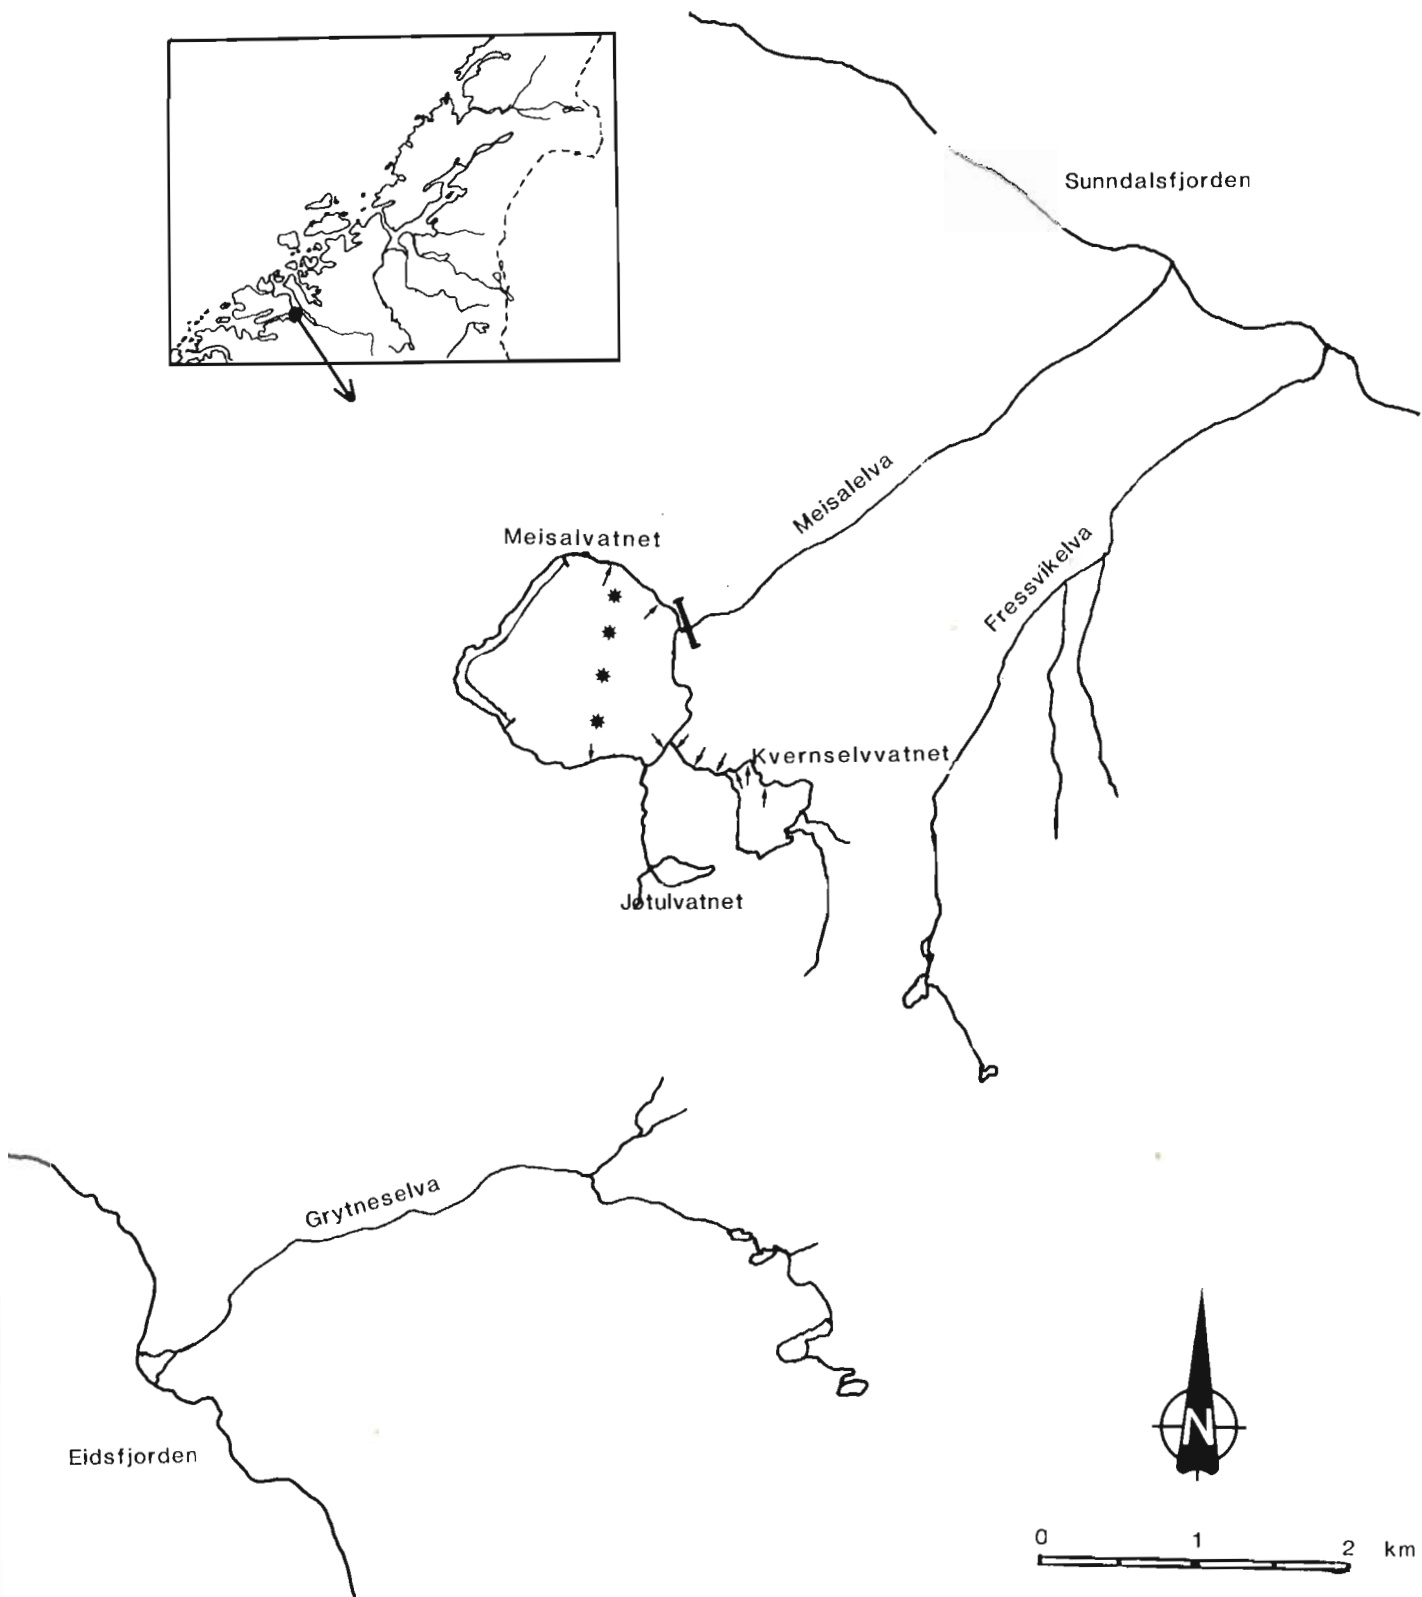 Sunndalsfjorden
Meisalelva
Meisalvatnet
Fressvikelva
Kvernselvvatnet
Jøtulvatnet
Grytneselva
Eidsfjorden
N
0 1 2 km